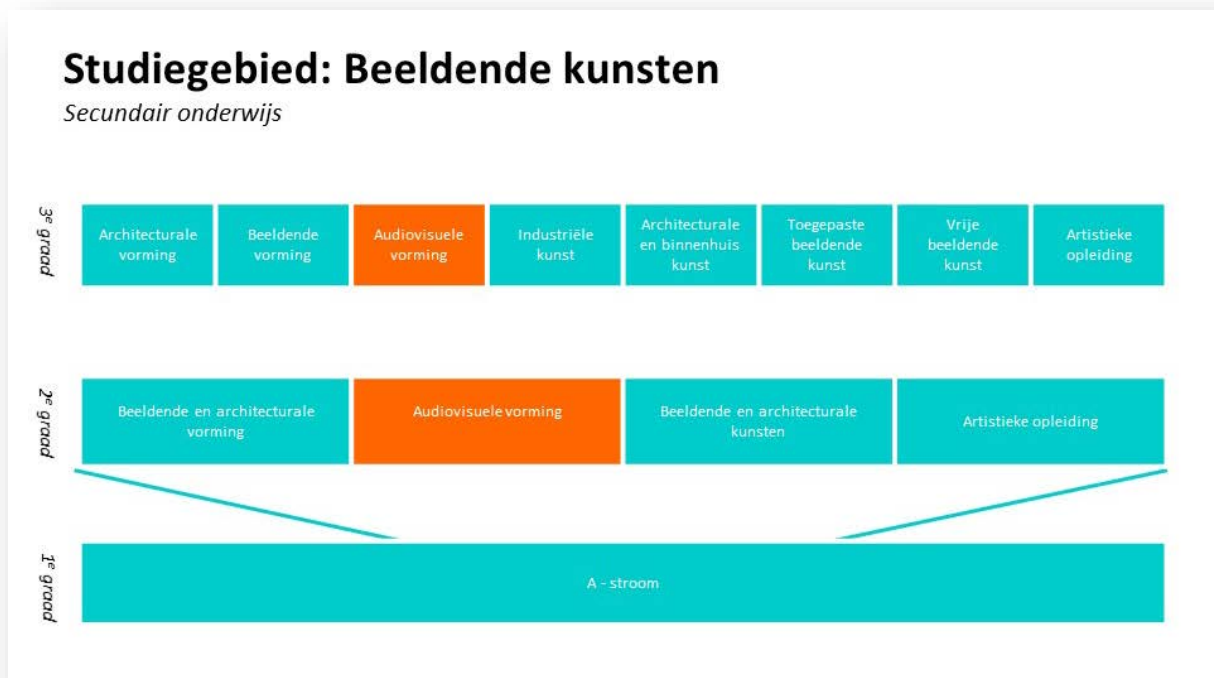 Studiegebied: Beeldende kunsten
Secundair onderwijs
3e graad
Architecturale
vorming
Beeldende
vorming
Audiovisuele
vorming
Industriële
kunst
Architecturale
en binnenhuis
kunst
Toegepaste
beeldende
kunst
Vrije
beeldende
kunst
Artistieke
opleiding
2e graad
Beeldende en architecturale
vorming
Audiovisuele vorming
Beeldende en architecturale
kunsten
Artistieke opleiding
1e graad
A - stroom